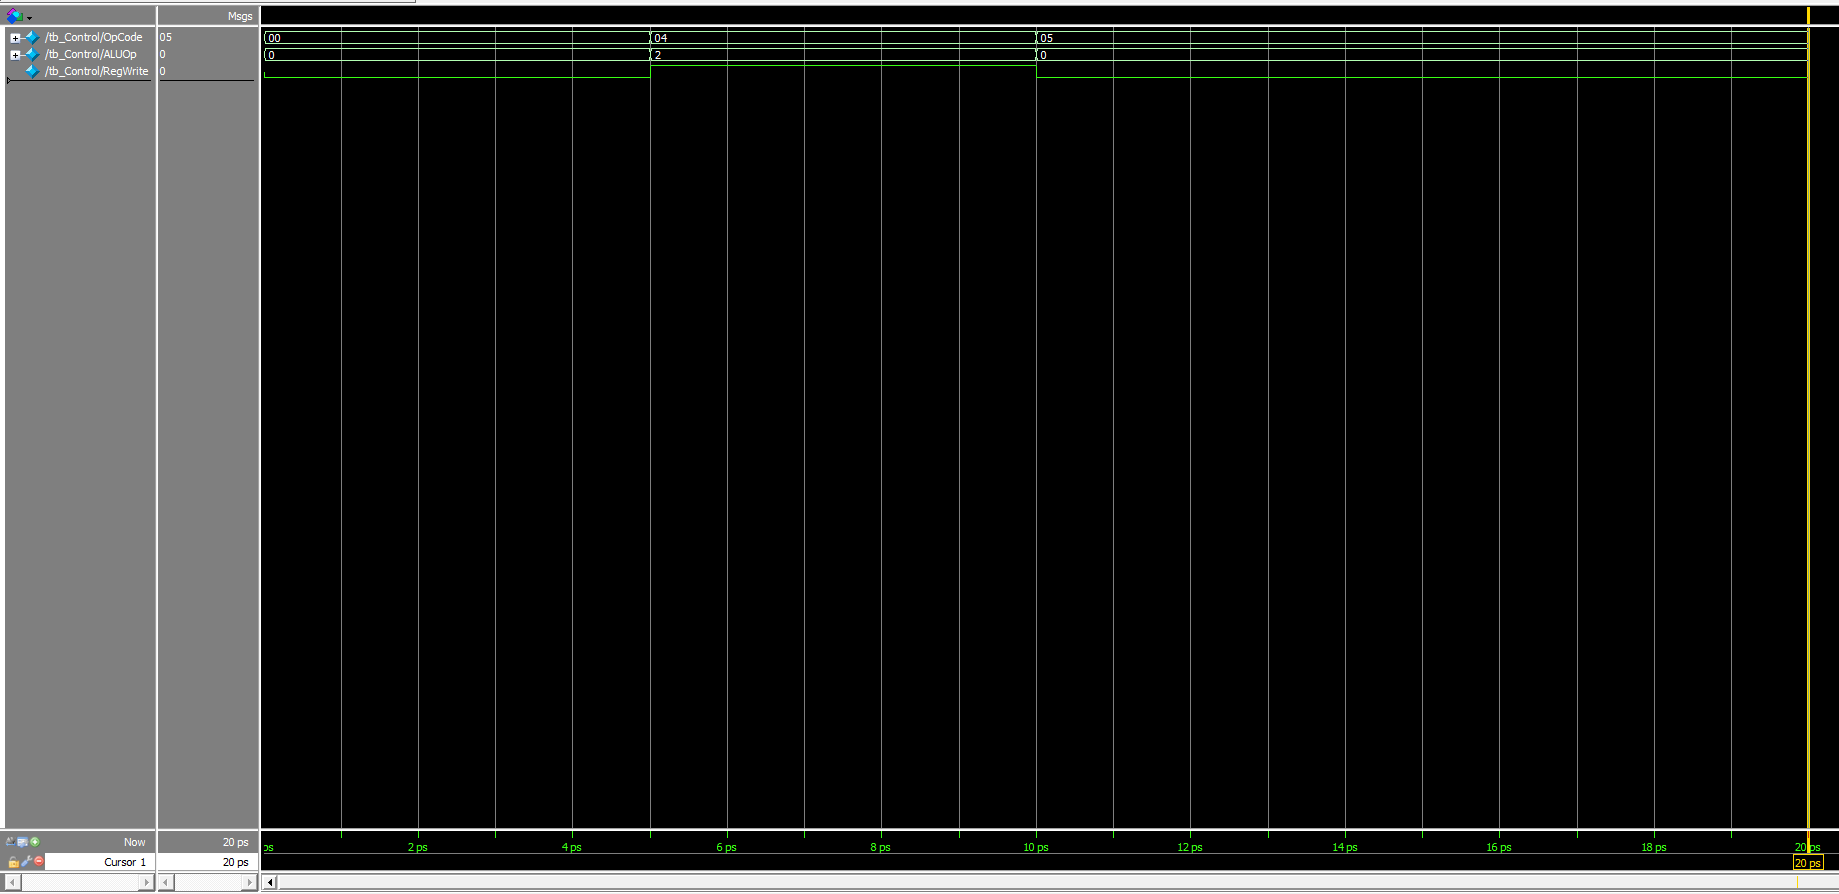 Msgs
/tb_Control/OpCode 05 00 04 05
/tb_Control/ALUOp 0 0 2 0
/tb_Control/RegWrite 0
Now 20 ps ps 2 ps 4 ps 6 ps 8 ps 10 ps 12 ps 14 ps 16 ps 18 ps 20 ps
Cursor 1 20 ps 20 ps